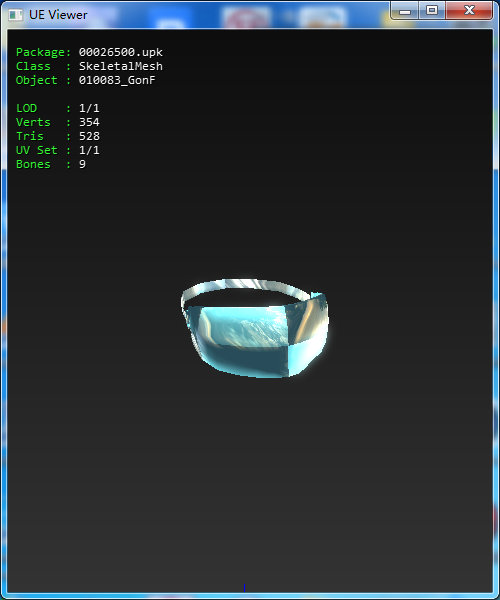 UE Viewer
Package: 00026500.upk
Class : SkeletalMesh
Object : 010083_GonF
LOD : 1/1
Verts : 354
Tris : 528
UV Set : 1/1
Bones : 9